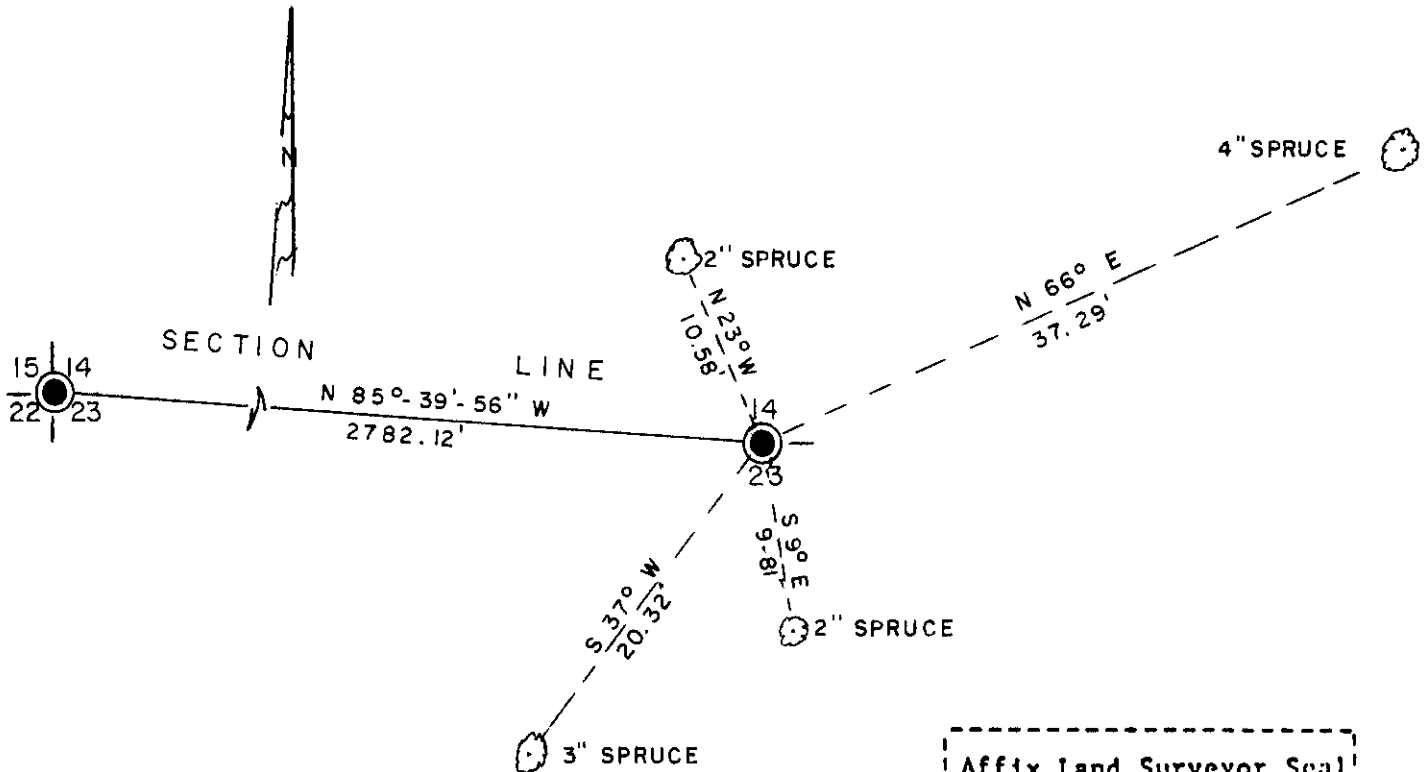 N
4" SPRUCE
2" SPRUCE
N 66° E
37.29'
N 23° W
10.58'
SECTION LINE
15 14
22 23
N 85°-39'-56" W
2782.12'
14
23
S 9° E
9.81'
S 37° W
20.32'
2" SPRUCE
3" SPRUCE
Affix Land Surveyor Seal